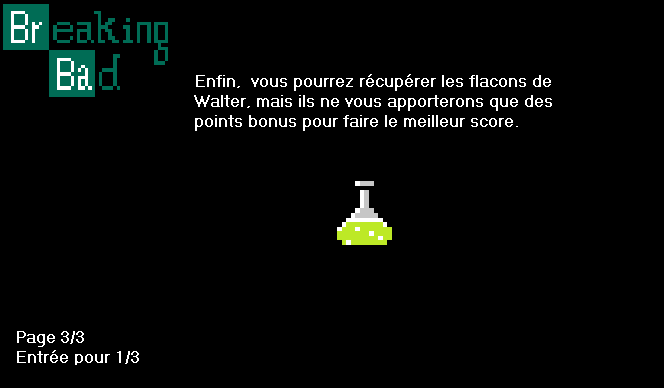 Breaking
Bad
Enfin, vous pourrez récupérer les flacons de
Walter, mais ils ne vous apporterons que des
points bonus pour faire le meilleur score.
Page 3/3
Entrée pour 1/3